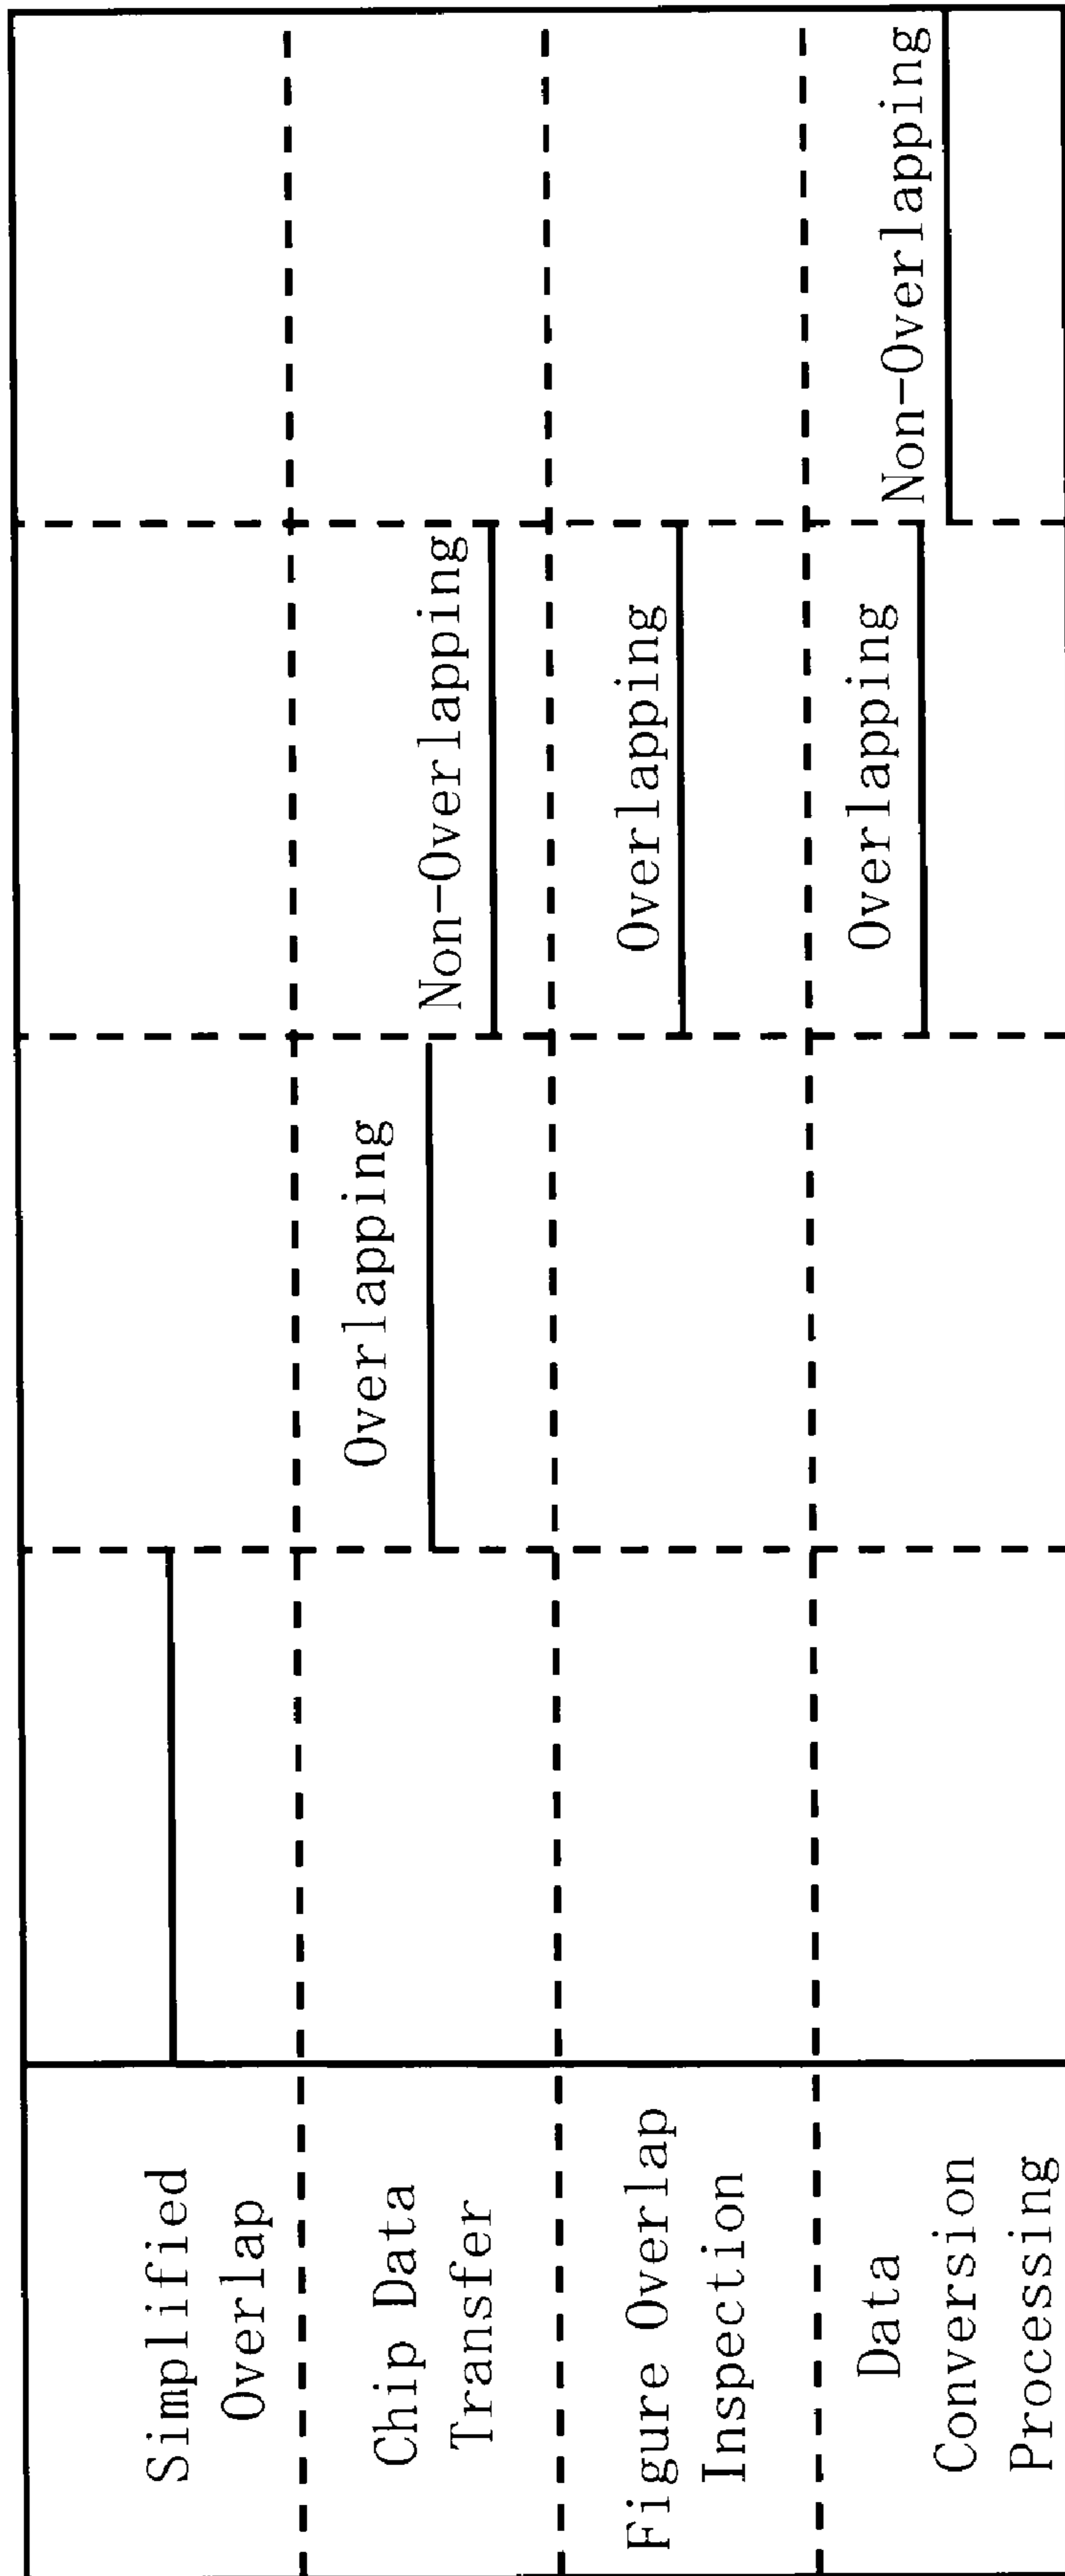 Simplified
Overlap
Chip Data
Transfer
Overlapping
Non-Overlapping
Figure Overlap
Inspection
Overlapping
Data
Conversion
Processing
Overlapping
Non-Overlapping